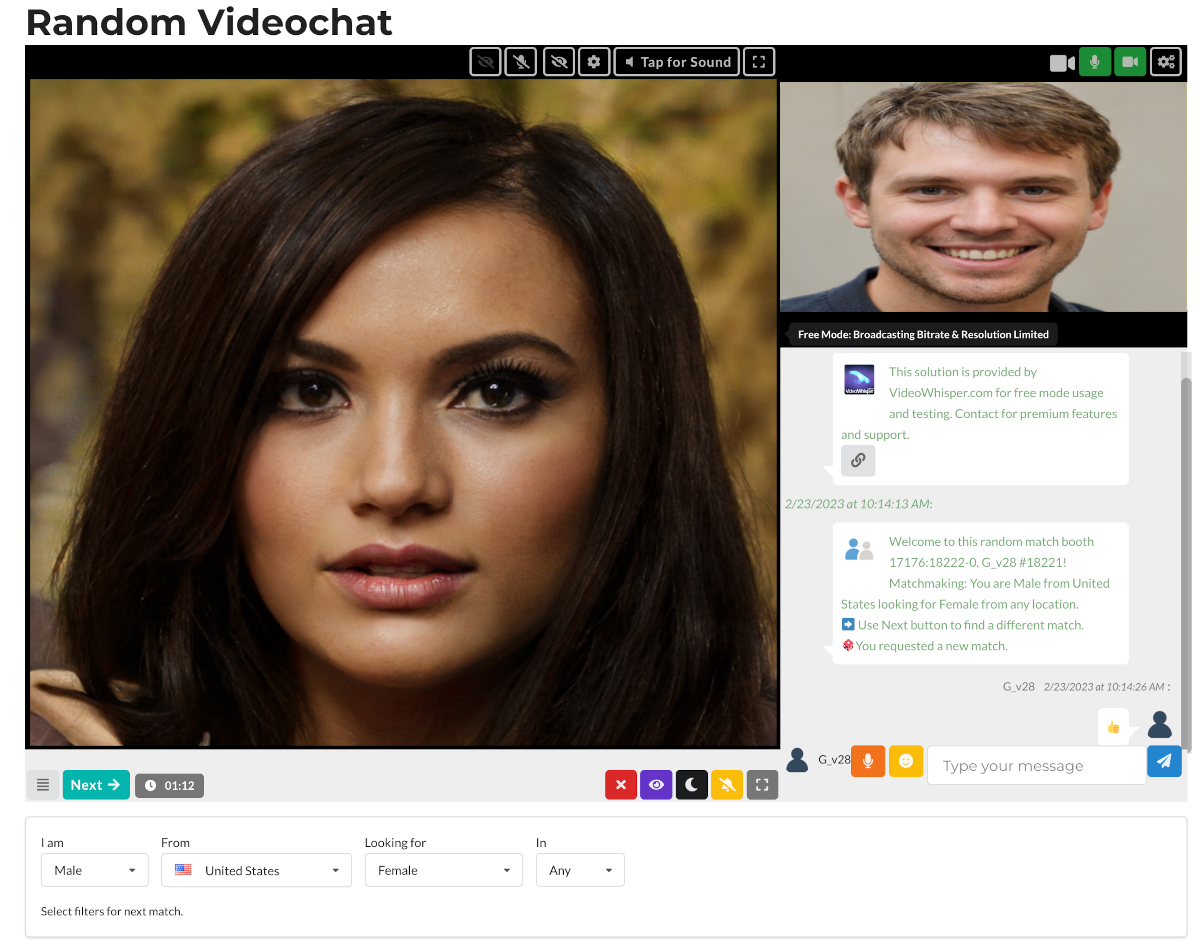 Random Videochat
Tap for Sound
Free Mode: Broadcasting Bitrate & Resolution Limited
This solution is provided by
VideoWhisper.com for free mode usage
and testing. Contact for premium features
and support.
VideoWhisper
2/23/2023 at 10:14:13 AM:
Welcome to this random match booth
17176:18222-0, G_v28 #18221!
Matchmaking: You are Male from United
States looking for Female from any location.
Use Next button to find a different match.
You requested a new match.
G_v28 2/23/2023 at 10:14:26 AM :
G_v28
Type your message
Next
01:12
I am
From
Looking for
In
Male
United States
Female
Any
Select filters for next match.